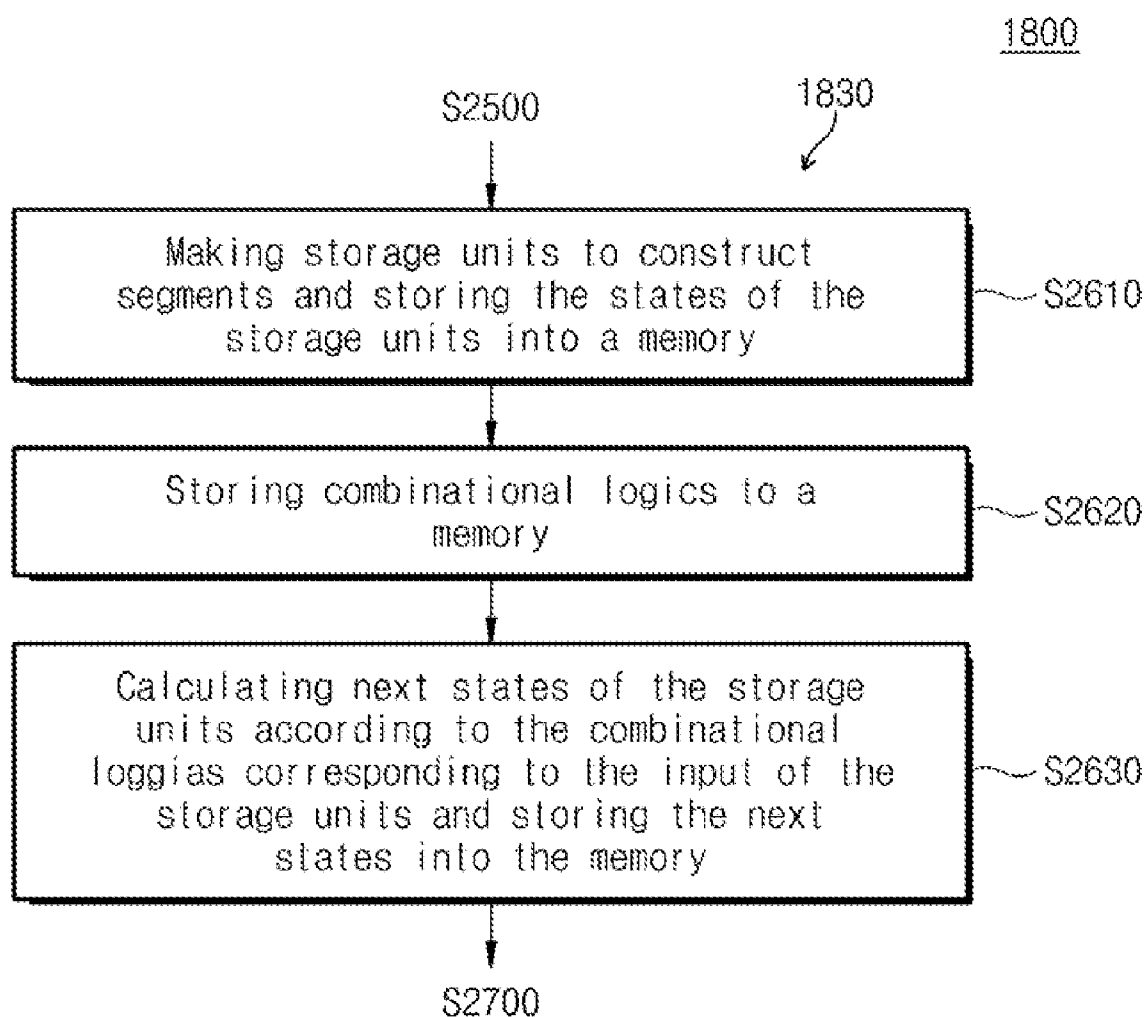 1800
S2500
1830
Making storage units to construct
segments and storing the states of the
storage units into a memory
S2610
Storing combinational logics to a
memory
S2620
Calculating next states of the storage
units according to the combinational
loggias corresponding to the input of the
storage units and storing the next
states into the memory
S2630
S2700